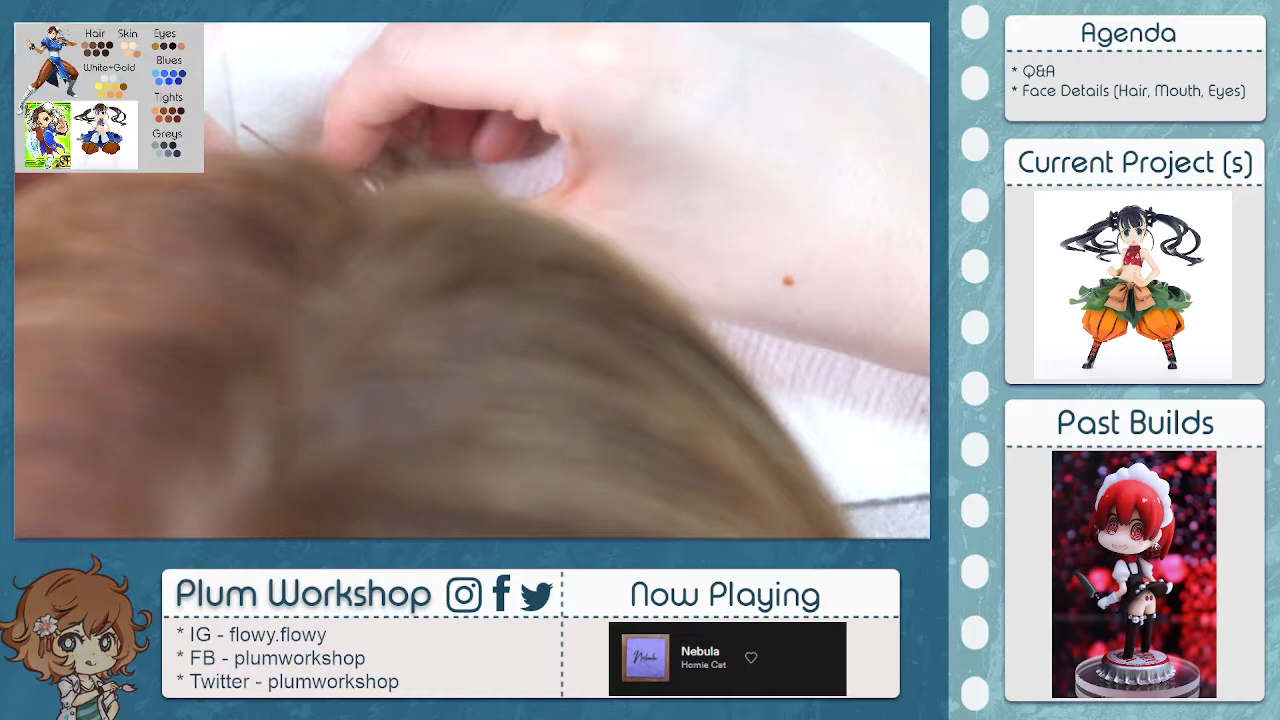 Hair Skin Eyes
White+Gold
Blues
Tights
Greys
Agenda
* Q&A
* Face Details (Hair, Mouth, Eyes)
Current Project (s)
Past Builds
Plum Workshop
* IG - flowy.flowy
* FB - plumworkshop
* Twitter - plumworkshop
Now Playing
Nebula
Nebula
Homie Cat